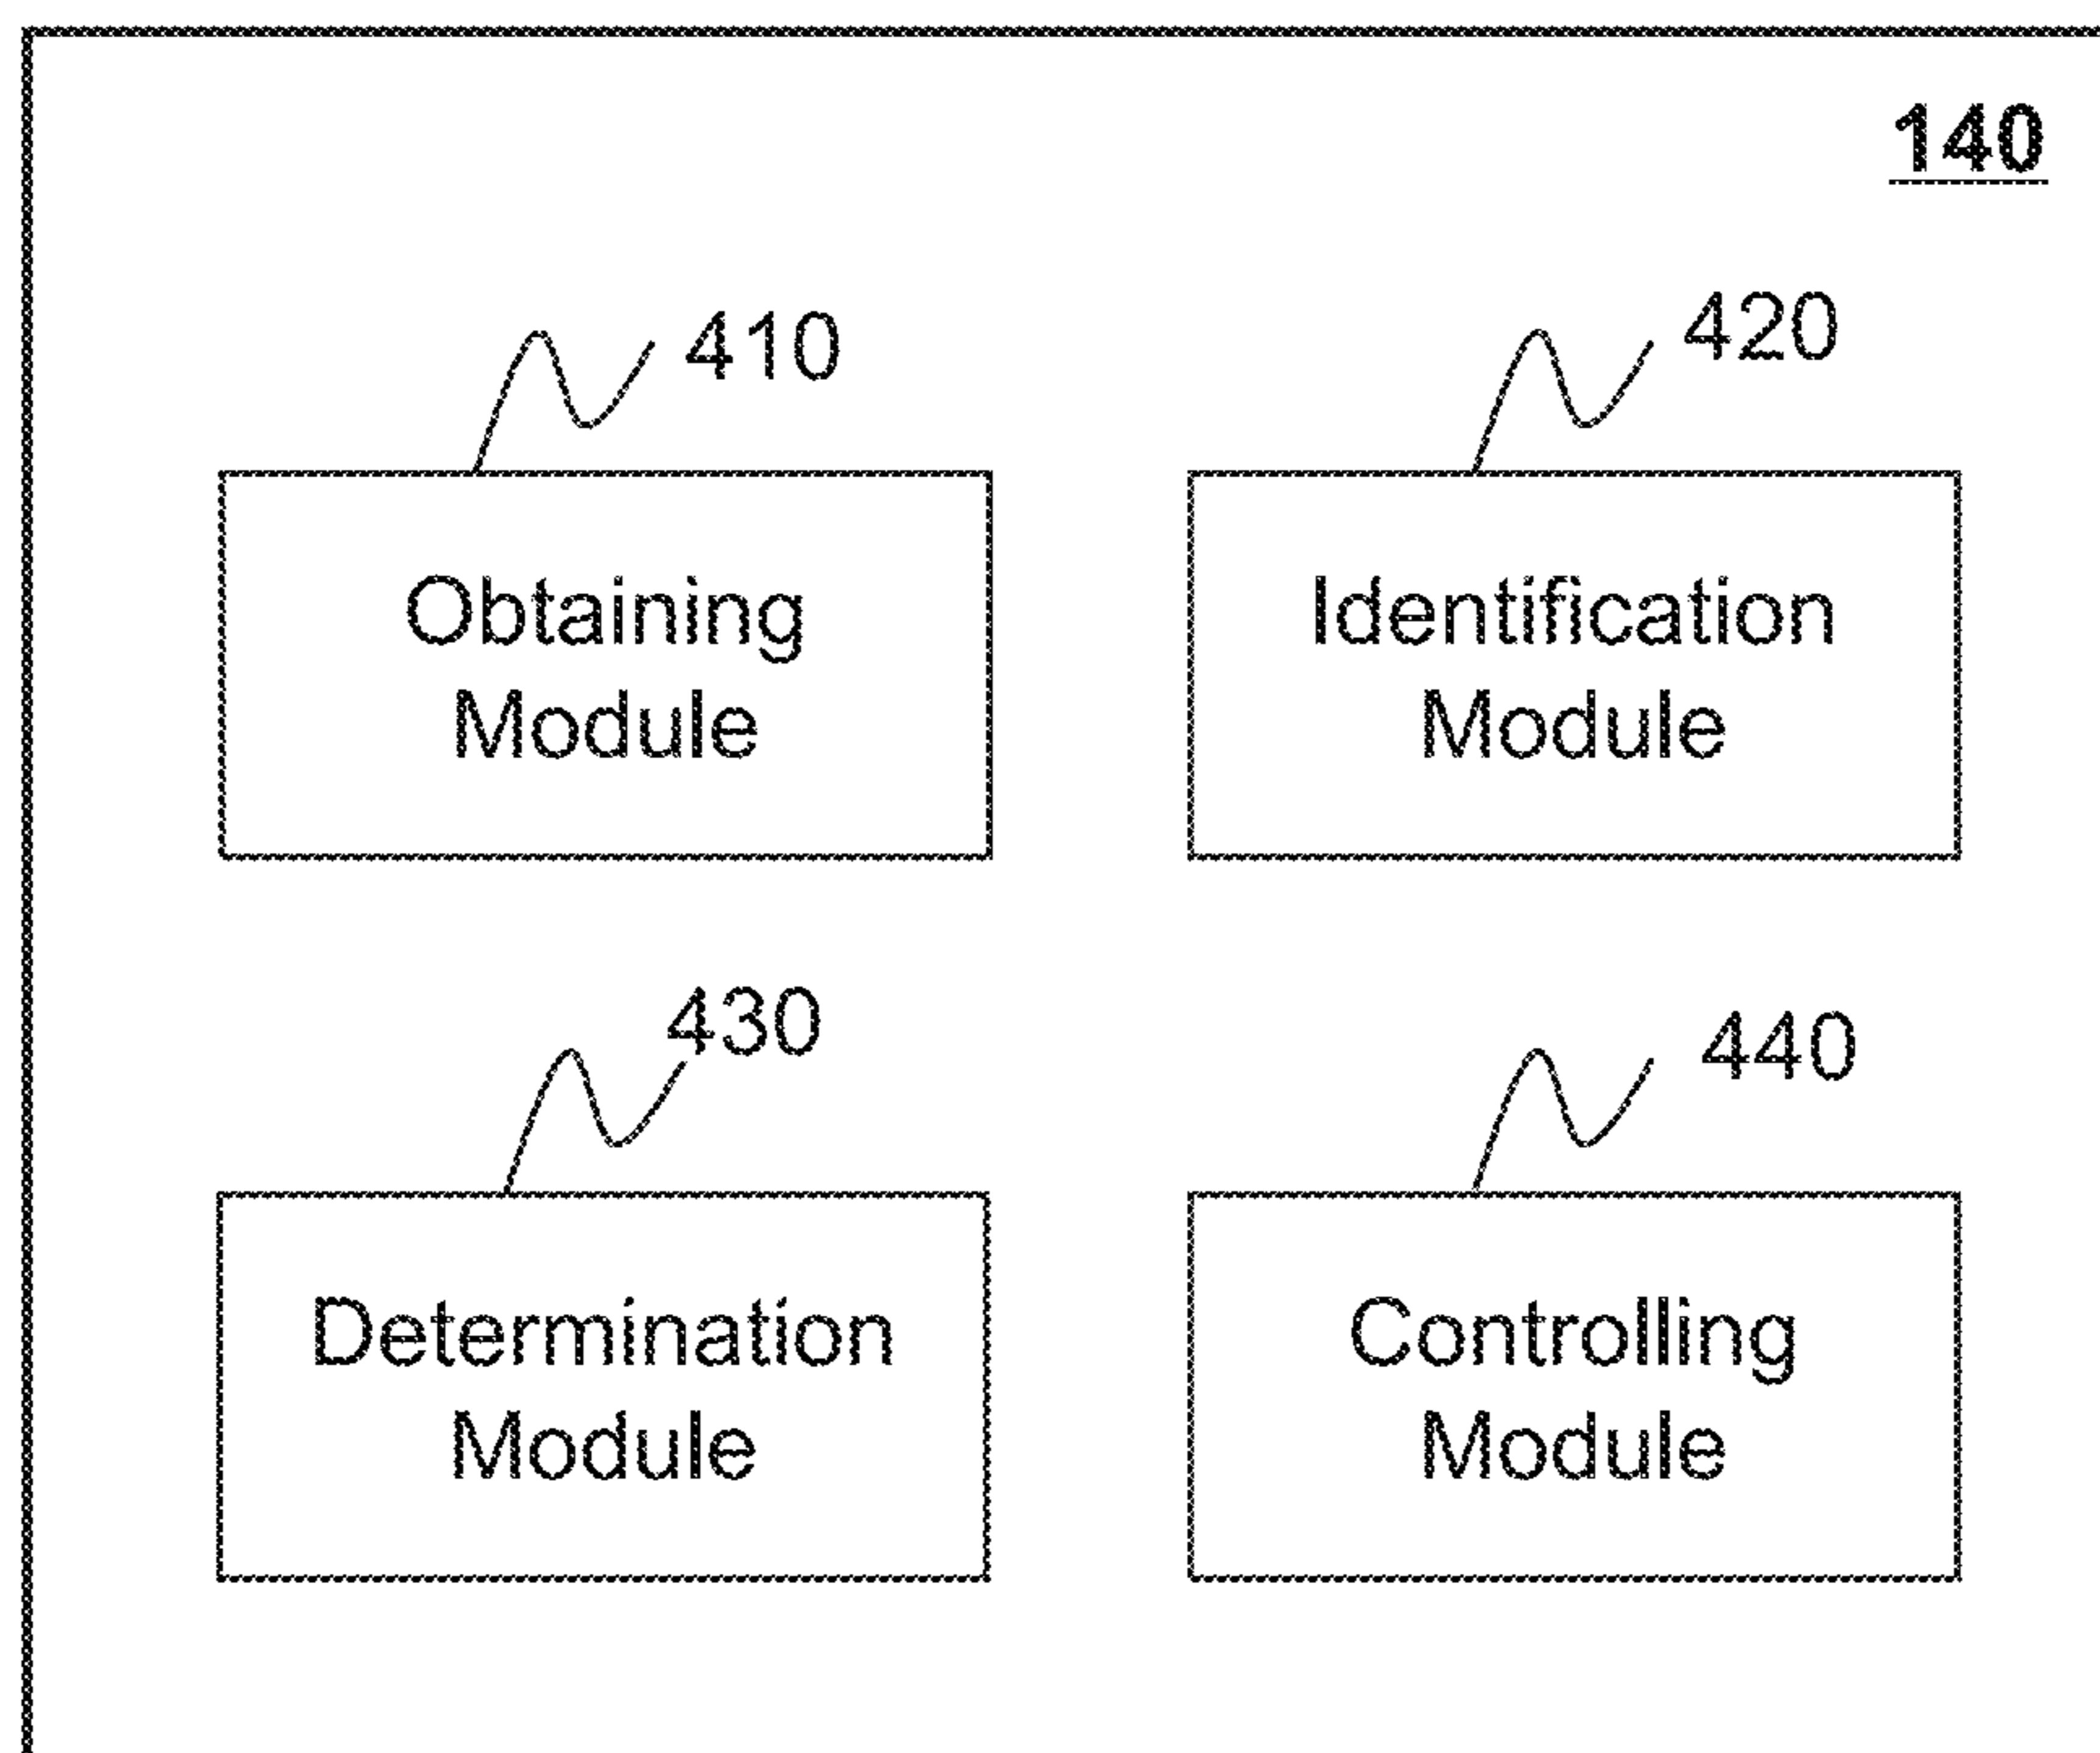 140
410
420
Obtaining
Module
Identification
Module
430
440
Determination
Module
Controlling
Module